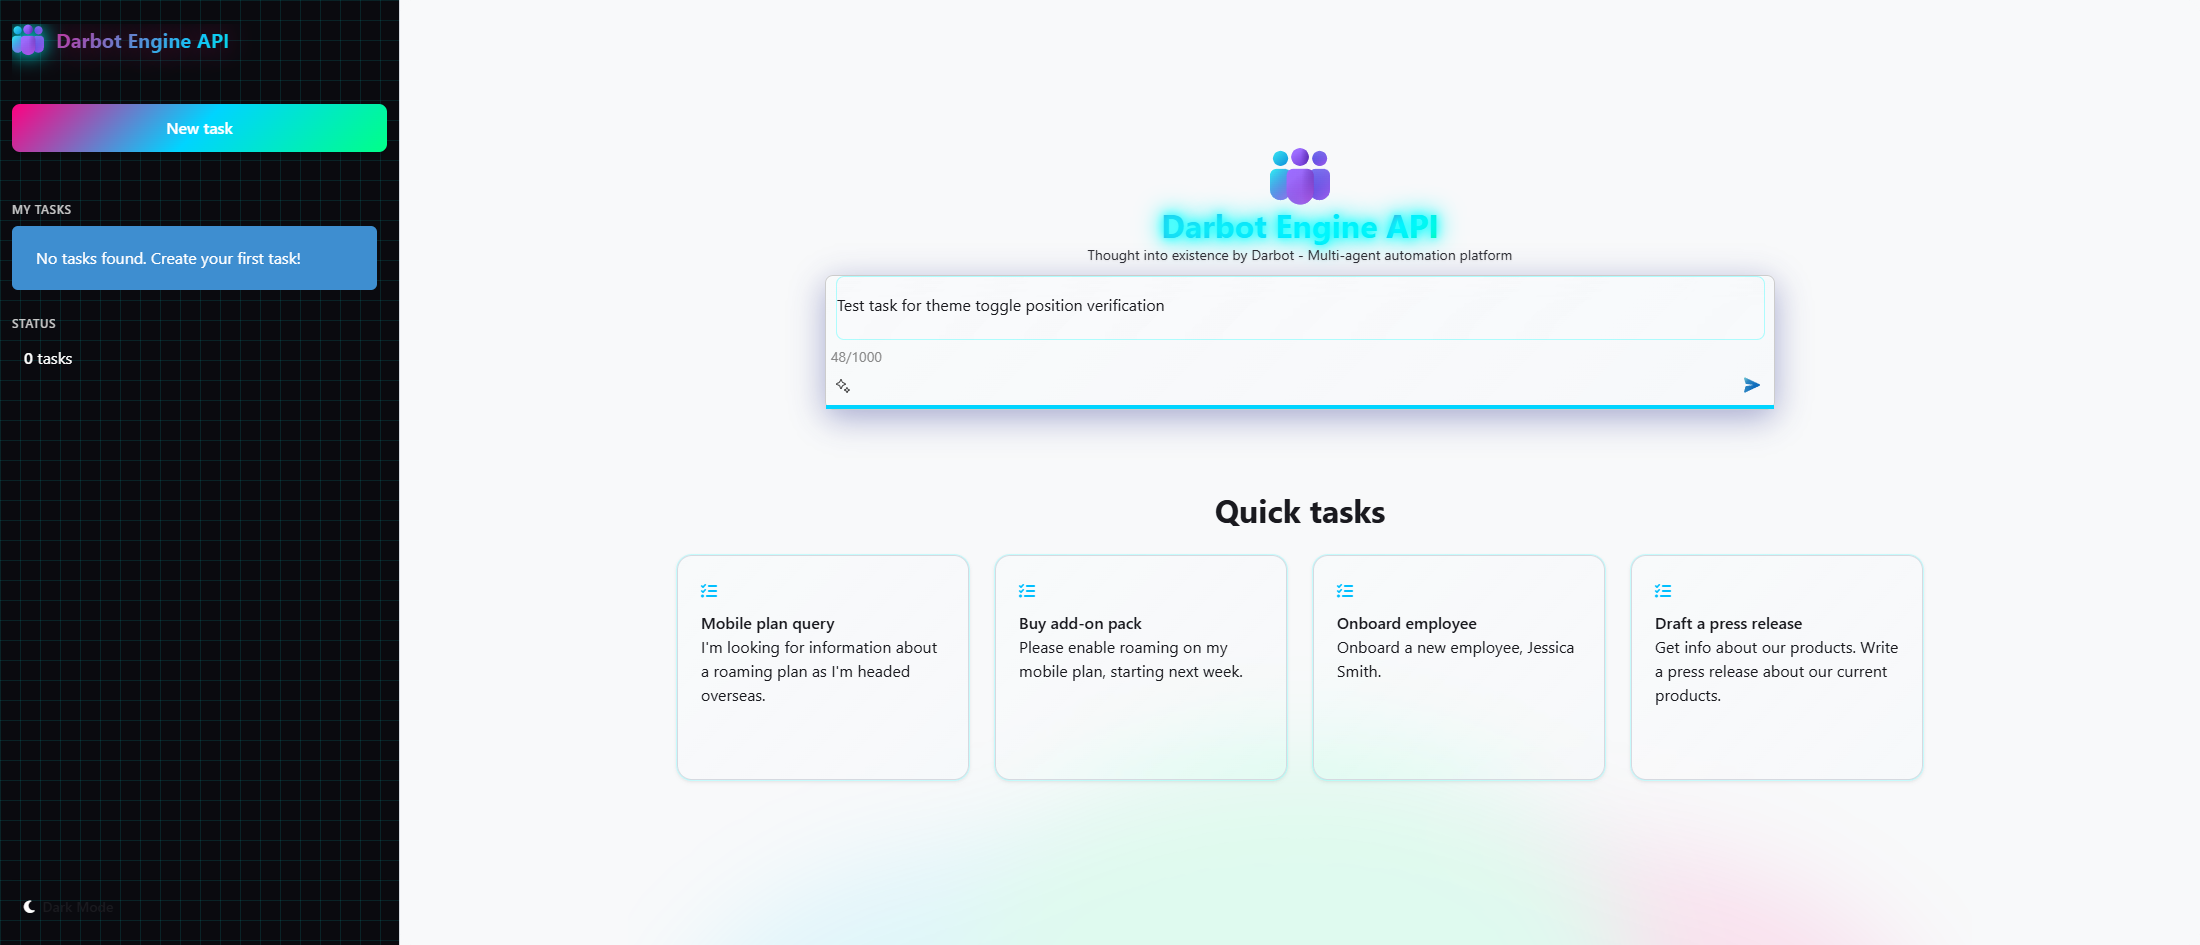 Darbot Engine API
New task
MY TASKS
No tasks found. Create your first task!
STATUS
0 tasks
Dark Mode
Darbot Engine API
Thought into existence by Darbot - Multi-agent automation platform
Test task for theme toggle position verification
48/1000
Quick tasks
Mobile plan query
I'm looking for information about
a roaming plan as I'm headed
overseas.
Buy add-on pack
Please enable roaming on my
mobile plan, starting next week.
Onboard employee
Onboard a new employee, Jessica
Smith.
Draft a press release
Get info about our products. Write
a press release about our current
products.